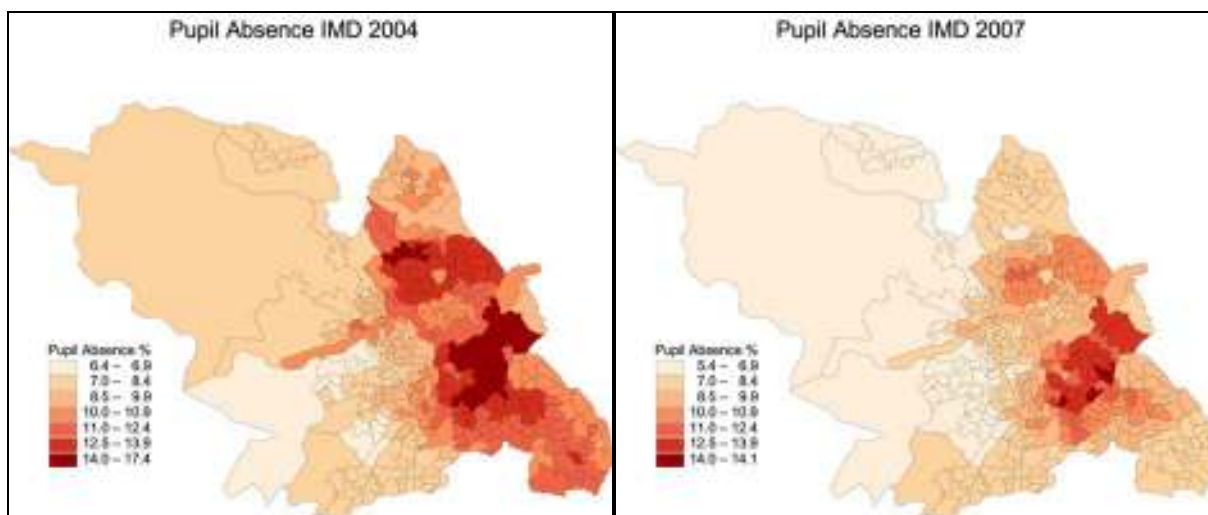 Pupil Absence IMD 2004
Pupil Absence %
6.4 – 6.9
7.0 – 8.4
8.5 – 9.9
10.0 – 10.9
11.0 – 12.4
12.5 – 13.9
14.0 – 17.4
Pupil Absence IMD 2007
Pupil Absence %
5.4 – 6.9
7.0 – 8.4
8.5 – 9.9
10.0 – 10.9
11.0 – 12.4
12.5 – 13.9
14.0 – 14.1